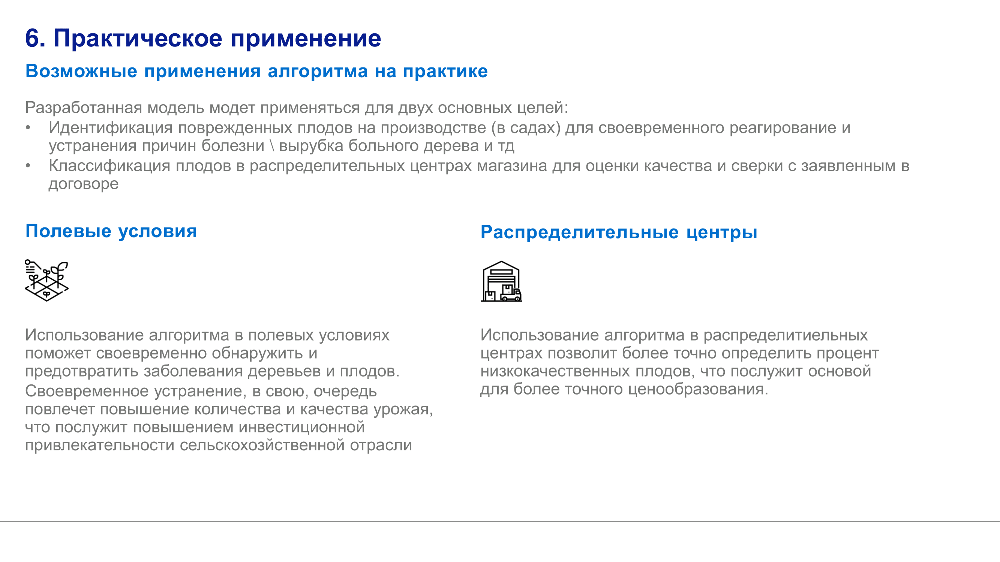 6. Практическое применение
Возможные применения алгоритма на практике
Разработанная модель модет применяться для двух основных целей:
• Идентификация поврежденных плодов на производстве (в садах) для своевременного реагирование и
устранения причин болезни \ вырубка больного дерева и тд
• Классификация плодов в распределительных центрах магазина для оценки качества и сверки с заявленным в
договоре
Полевые условия
Использование алгоритма в полевых условиях
поможет своевременно обнаружить и
предотвратить заболевания деревьев и плодов.
Своевременное устранение, в свою, очередь
повлечет повышение количества и качества урожая,
что послужит повышением инвестиционной
привлекательности сельскохозйственной отрасли
Распределительные центры
Использование алгоритма в распределитиельных
центрах позволит более точно определить процент
низкокачественных плодов, что послужит основой
для более точного ценообразования.